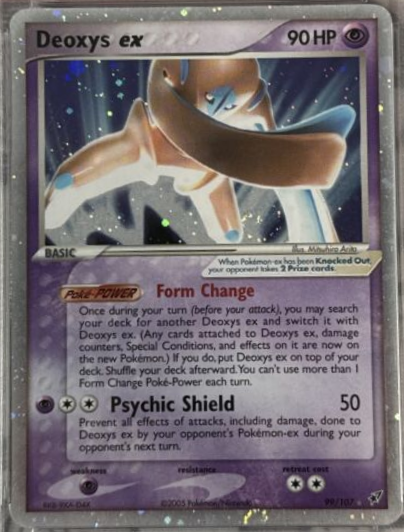 Deoxys ex 90 HP
BASIC
Illus. Mitsuhiro Arita
When Pokémon-ex has been Knocked Out,
your opponent takes 2 Prize cards.
Poké-POWER Form Change
Once during your turn (before your attack), you may search
your deck for another Deoxys ex and switch it with
Deoxys ex. (Any cards attached to Deoxys ex, damage
counters, Special Conditions, and effects on it are now on
the new Pokémon.) If you do, put Deoxys ex on top of your
deck. Shuffle your deck afterward. You can't use more than 1
Form Change Poké-Power each turn.
Psychic Shield 50
Prevent all effects of attacks, including damage, done to
Deoxys ex by your opponent's Pokémon-ex during your
opponent's next turn.
weakness resistance retreat cost
©2005 Pokémon/Nintendo 99/107